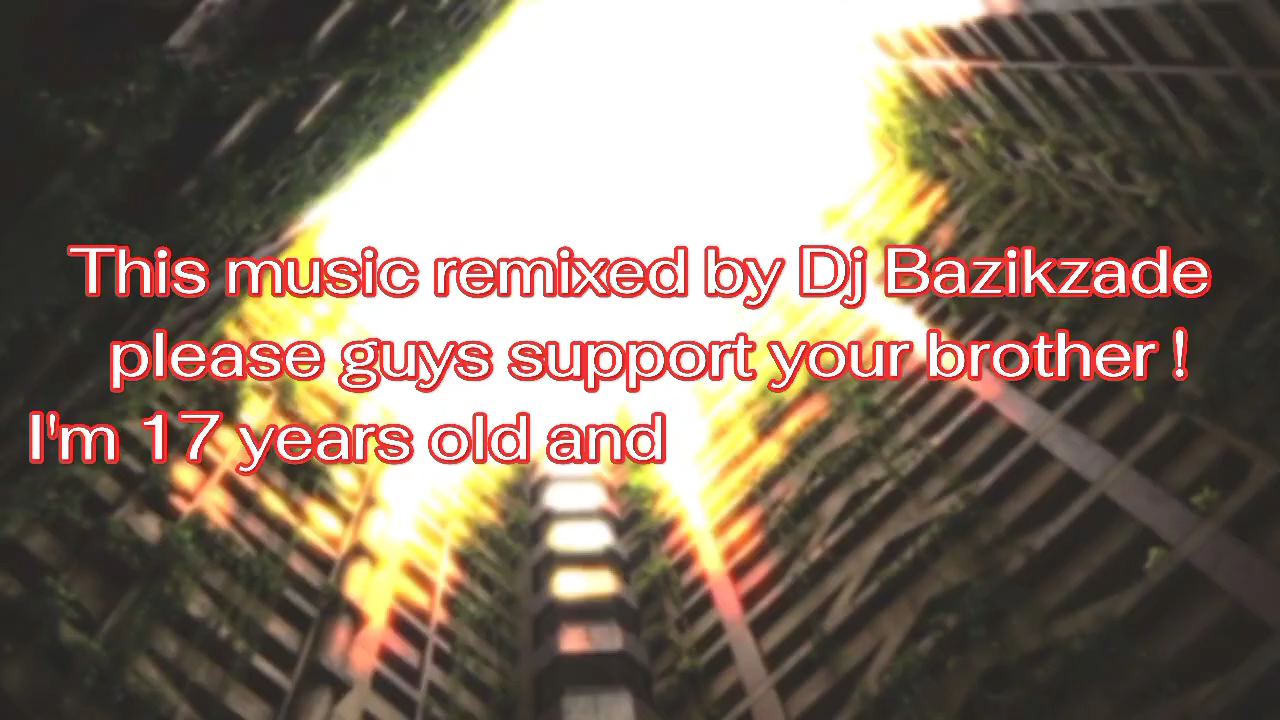 This music remixed by Dj Bazikzade
please guys support your brother !
I'm 17 years old and